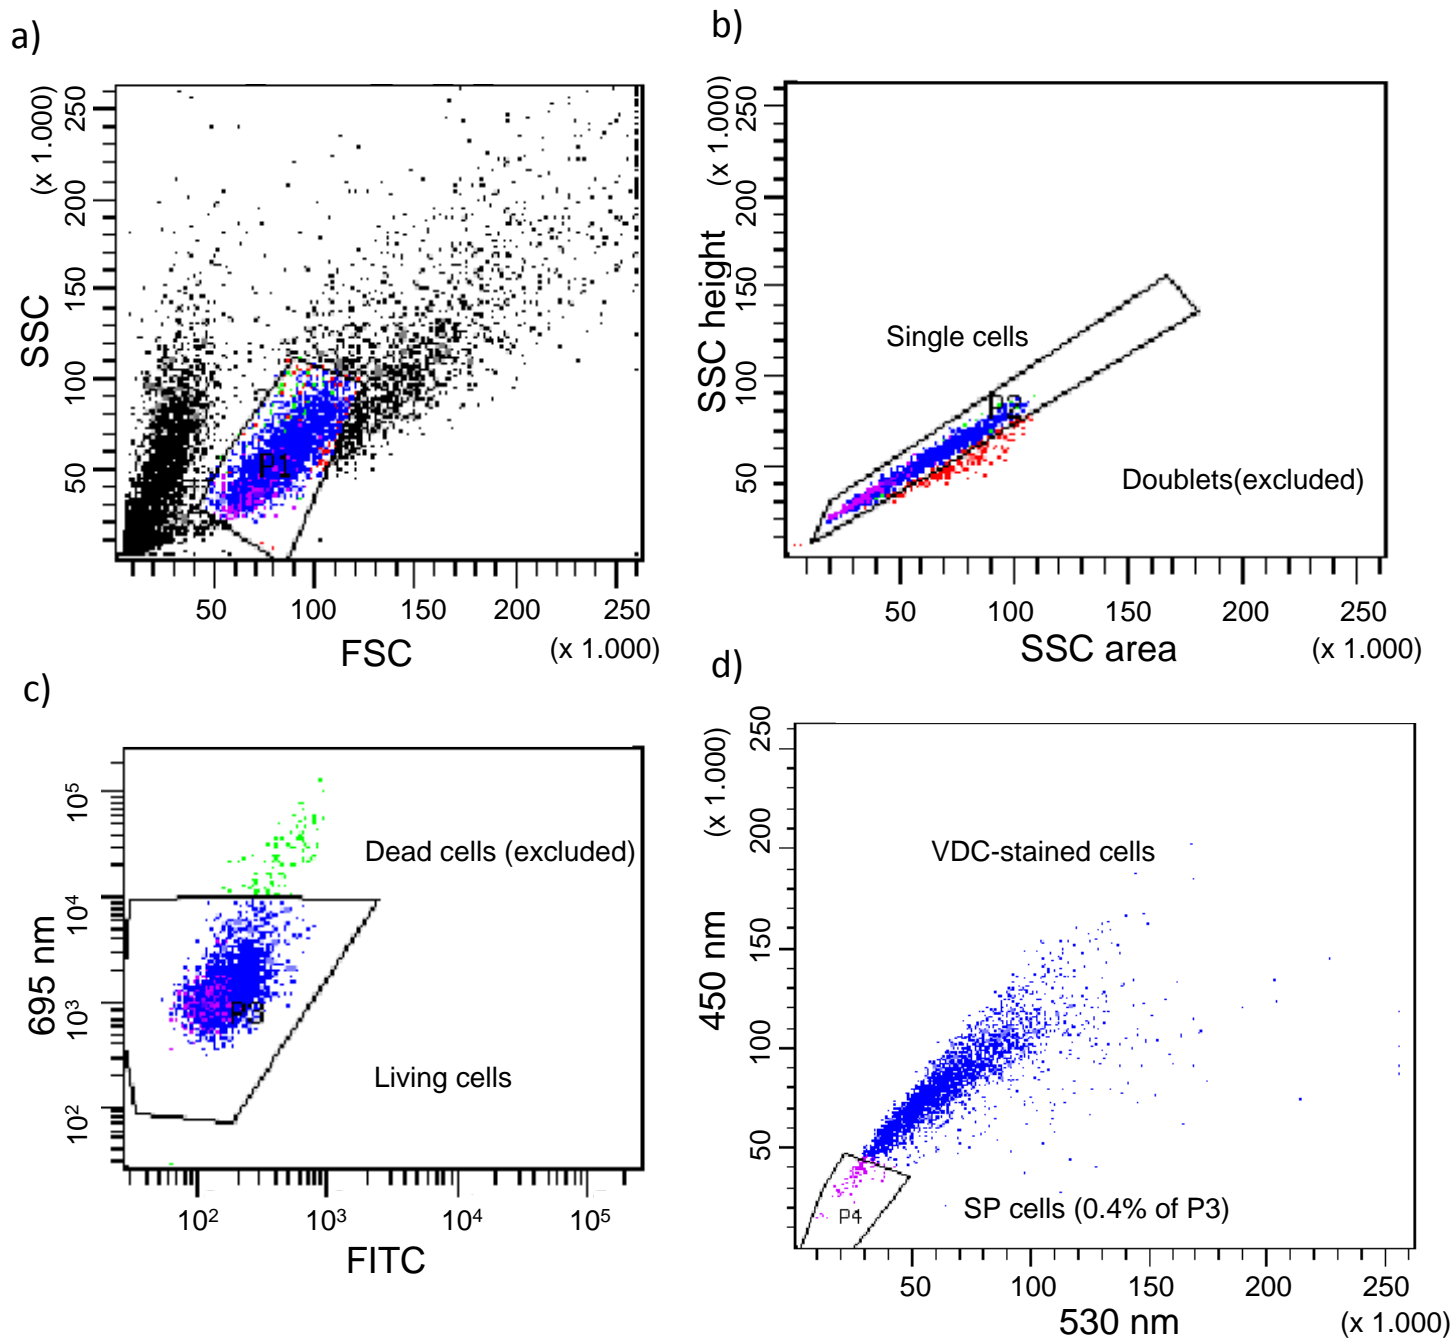 a)
SSC
(x 1.000)
250
200
150
100
50
P1
50 100 150 200 250
FSC
(x 1.000)
b)
SSC height
(x 1.000)
250
200
150
100
50
Single cells
P2
Doublets(excluded)
50 100 150 200 250
SSC area
(x 1.000)
c)
695 nm
10⁵
10⁴
10³
10²
Dead cells (excluded)
P3
Living cells
10² 10³ 10⁴ 10⁵
FITC
d)
450 nm
(x 1.000)
250
200
150
100
50
VDC-stained cells
P4
SP cells (0.4% of P3)
50 100 150 200 250
530 nm
(x 1.000)